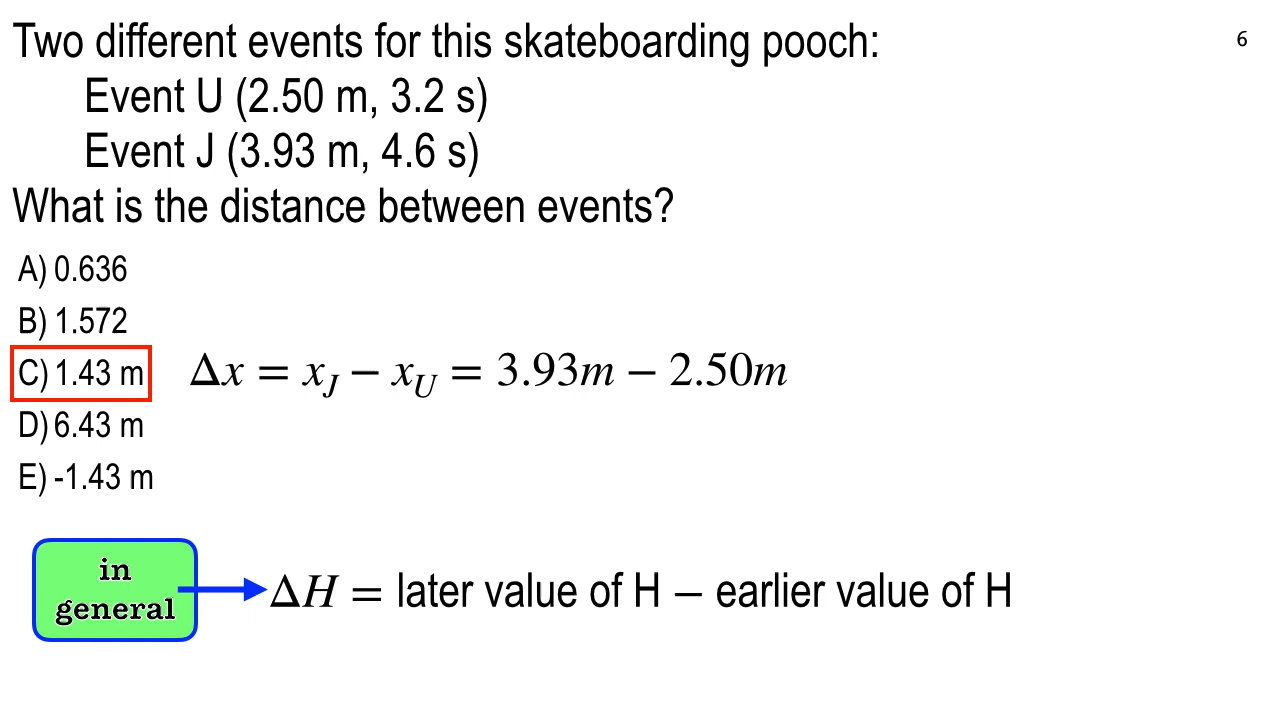 Two different events for this skateboarding pooch:
6
Event U (2.50 m, 3.2 s)
Event J (3.93 m, 4.6 s)
What is the distance between events?
A) 0.636
B) 1.572
C) 1.43 m
Δx = x_J − x_U = 3.93m − 2.50m
D) 6.43 m
E) -1.43 m
in
general
ΔH = later value of H − earlier value of H